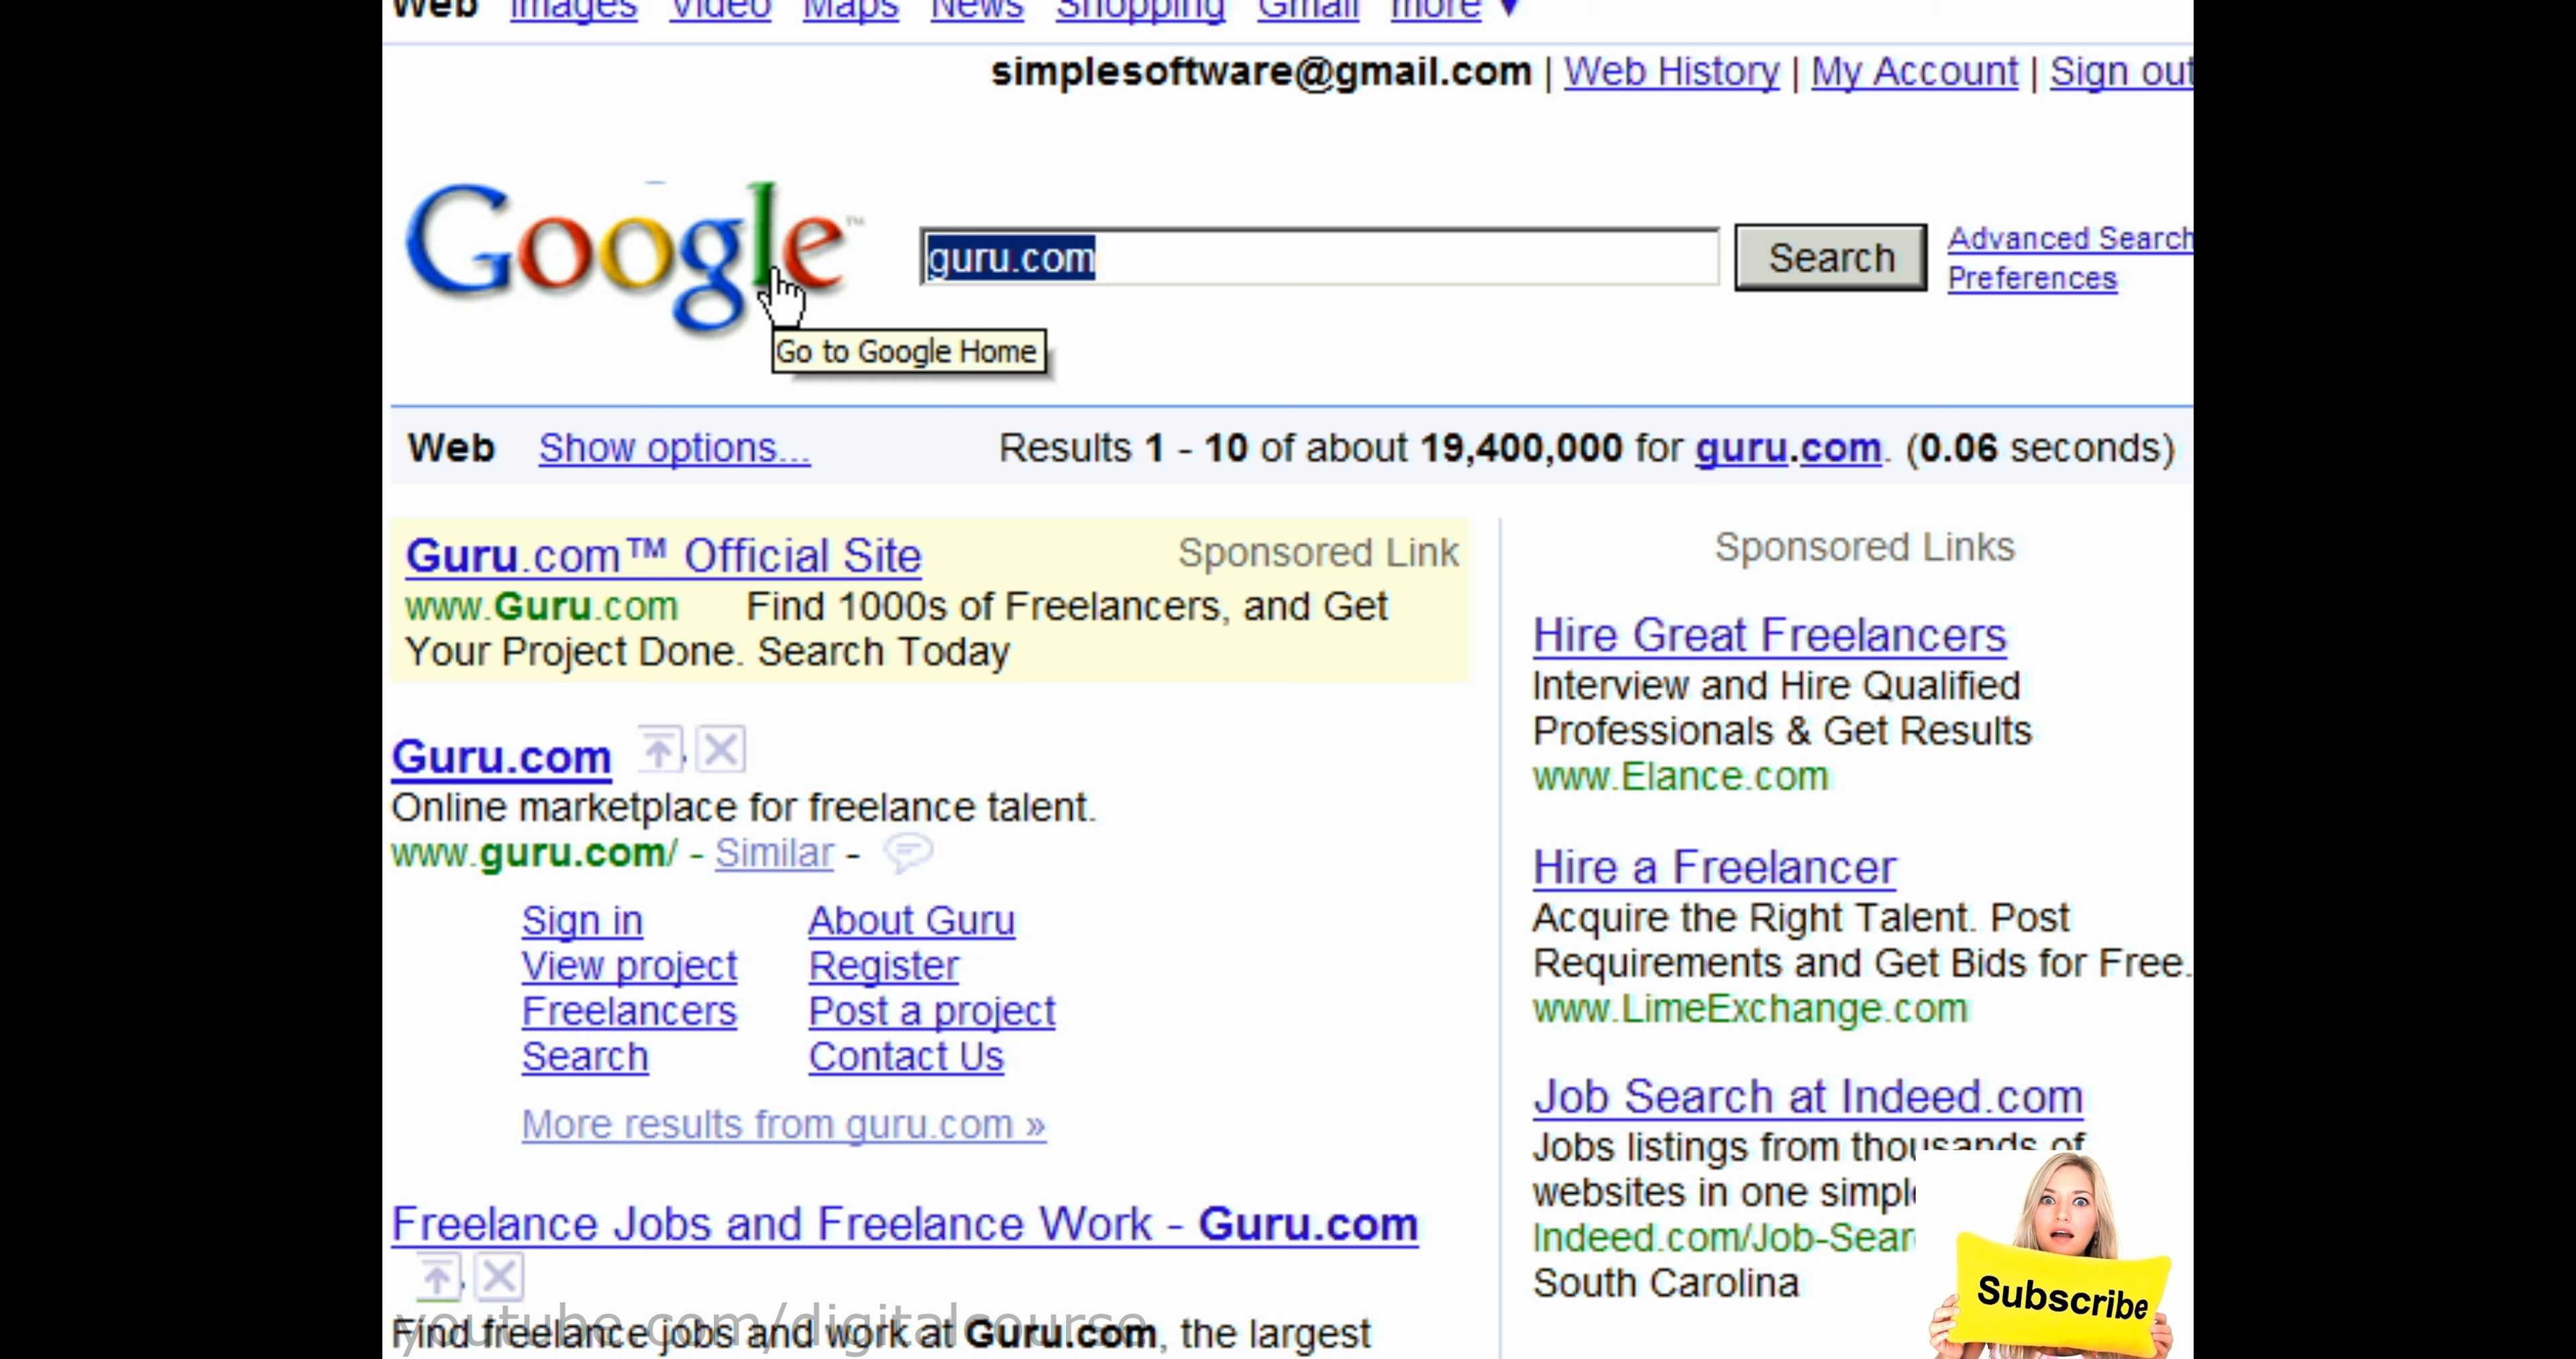 Web Images Video Maps News Shopping Gmail more ▼
simplesoftware@gmail.com | Web History | My Account | Sign out
Google™
guru.com
Search
Advanced Search
Preferences
Go to Google Home
Web Show options... Results 1 - 10 of about 19,400,000 for guru.com. (0.06 seconds)
Guru.com™ Official Site Sponsored Link
www.Guru.com Find 1000s of Freelancers, and Get
Your Project Done. Search Today
Guru.com
Online marketplace for freelance talent.
www.guru.com/ - Similar -
Sign in About Guru
View project Register
Freelancers Post a project
Search Contact Us
More results from guru.com »
Freelance Jobs and Freelance Work - Guru.com
Find freelance jobs and work at Guru.com, the largest
youtube.com/digitalcourse
Sponsored Links
Hire Great Freelancers
Interview and Hire Qualified
Professionals & Get Results
www.Elance.com
Hire a Freelancer
Acquire the Right Talent. Post
Requirements and Get Bids for Free.
www.LimeExchange.com
Job Search at Indeed.com
Jobs listings from thousands of
websites in one
Indeed.com/Job-Sear
South Carolina
Subscribe